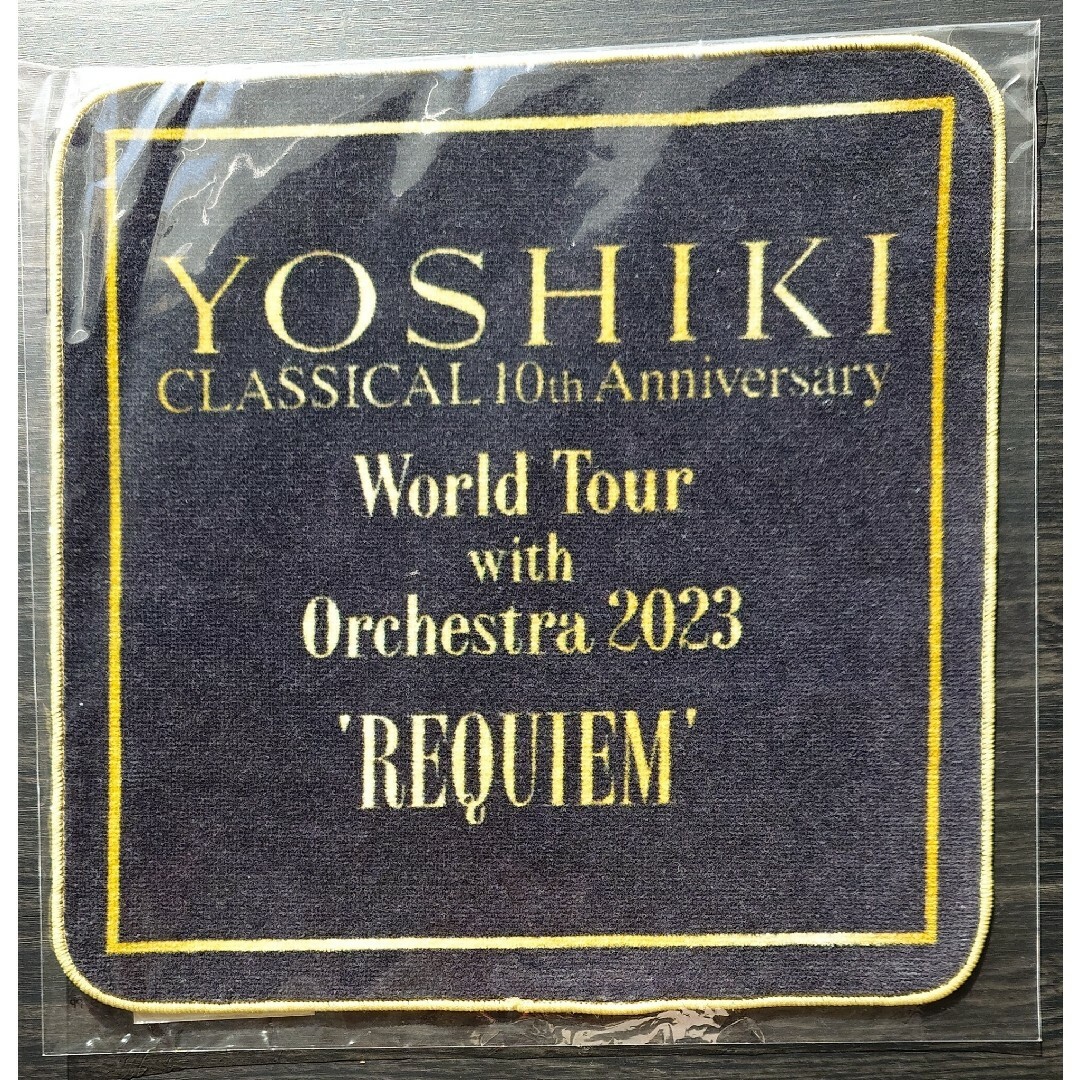 YOSHIKI
CLASSICAL 10th Anniversary
World Tour
with
Orchestra 2023
'REQUIEM'